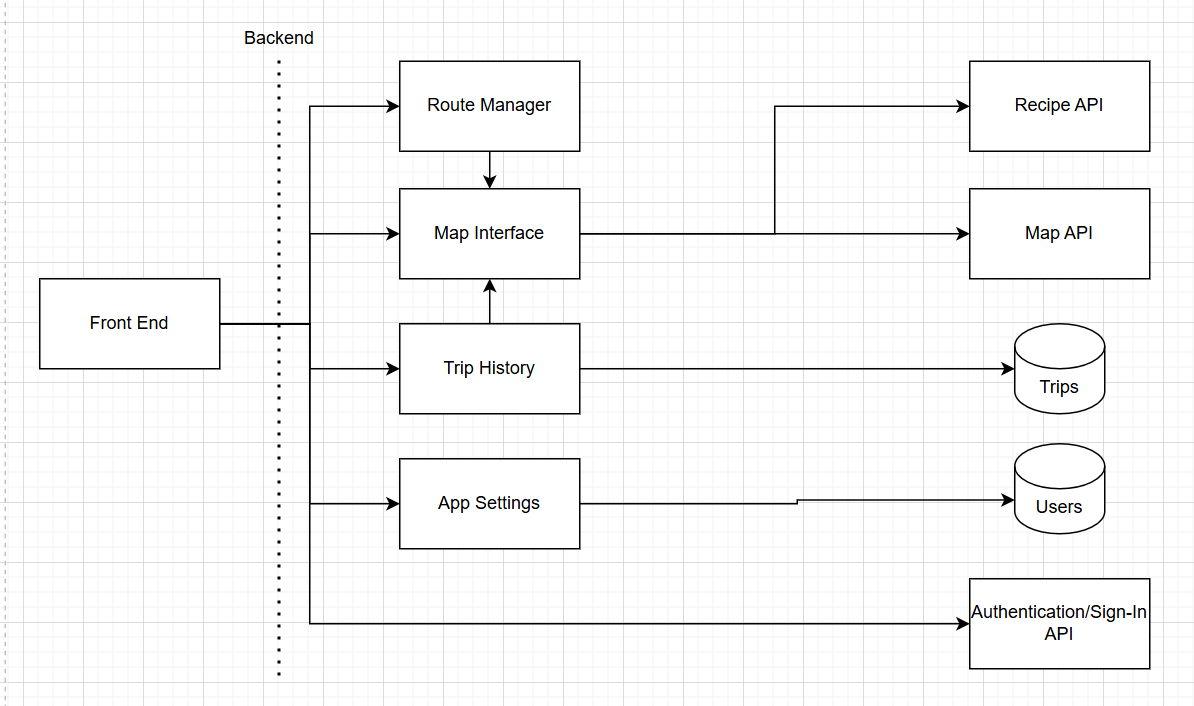 Backend
Route Manager
Recipe API
Map Interface
Map API
Front End
Trip History
Trips
App Settings
Users
Authentication/Sign-In
API